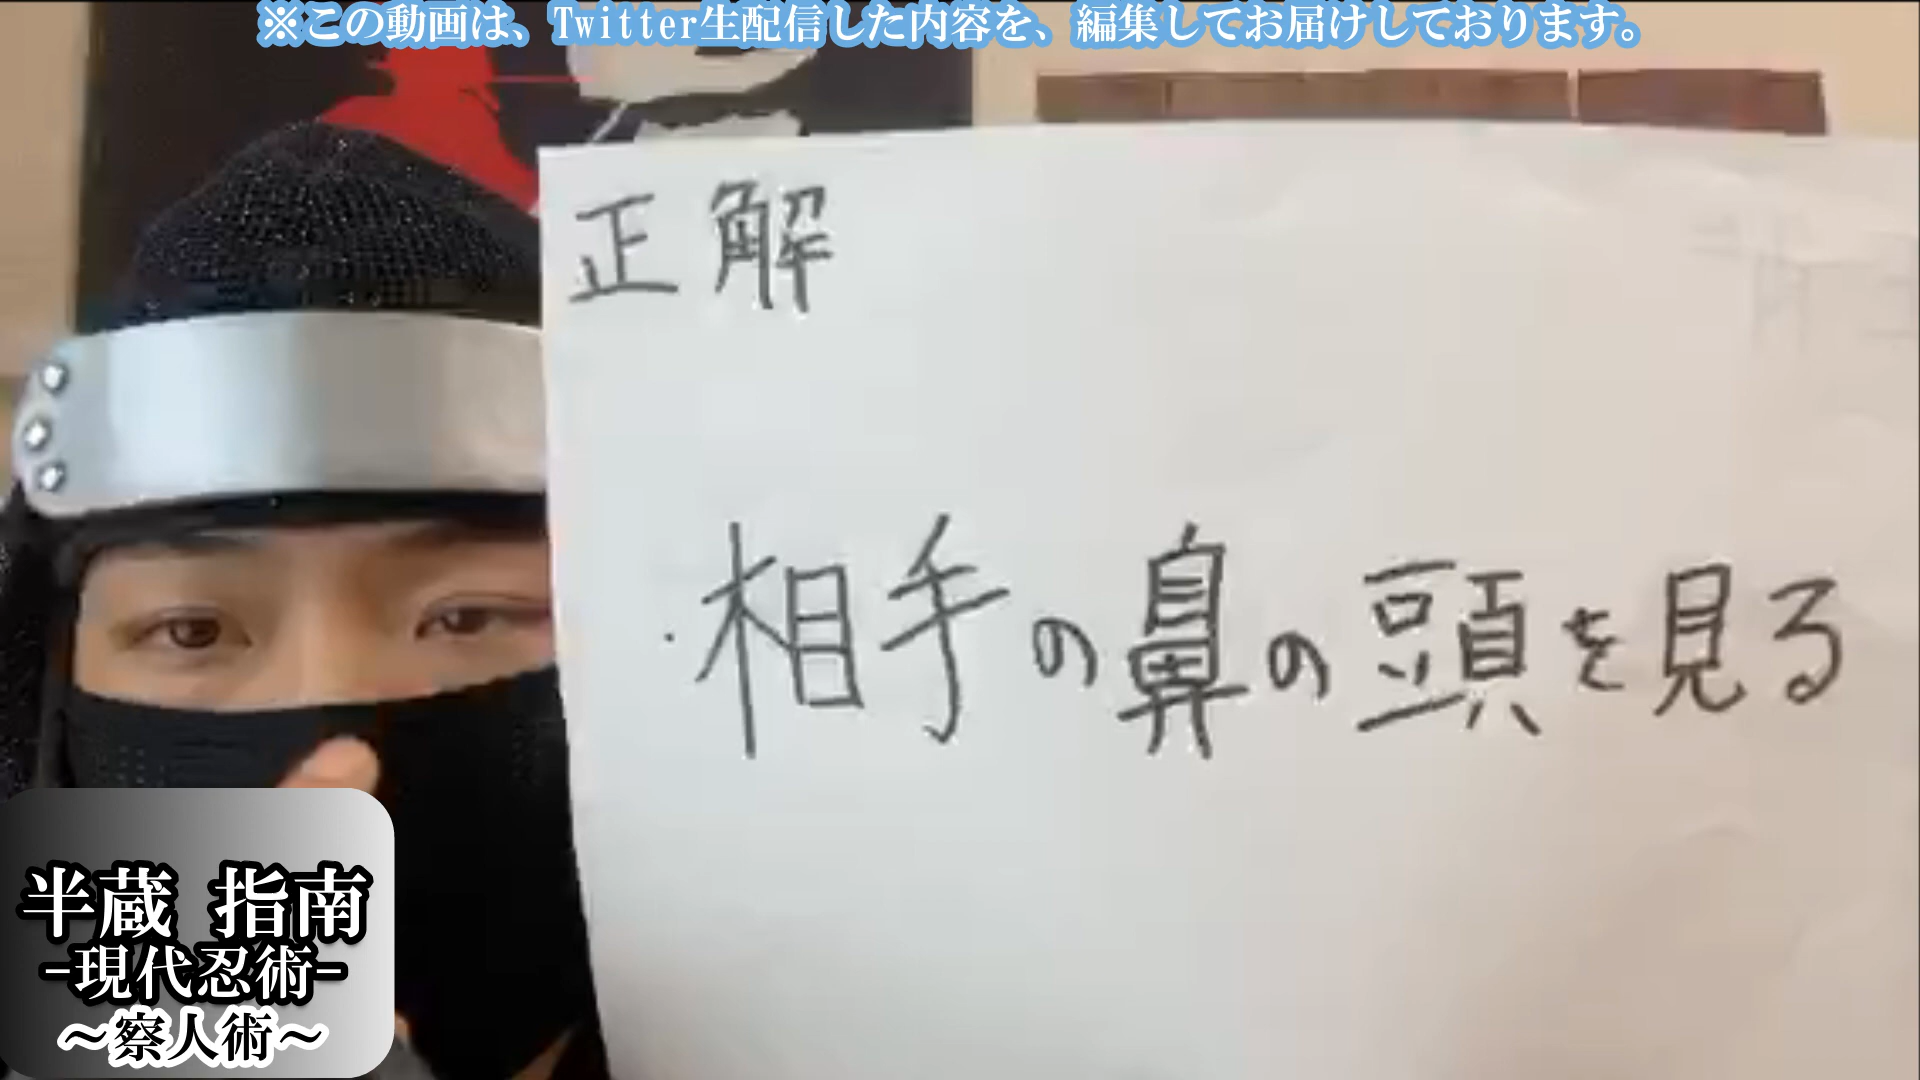 ※この動画は、Twitter生配信した内容を、編集してお届けしております。
正解
・相手の鼻の頭を見る
半蔵 指南
-現代忍術-
～察人術～